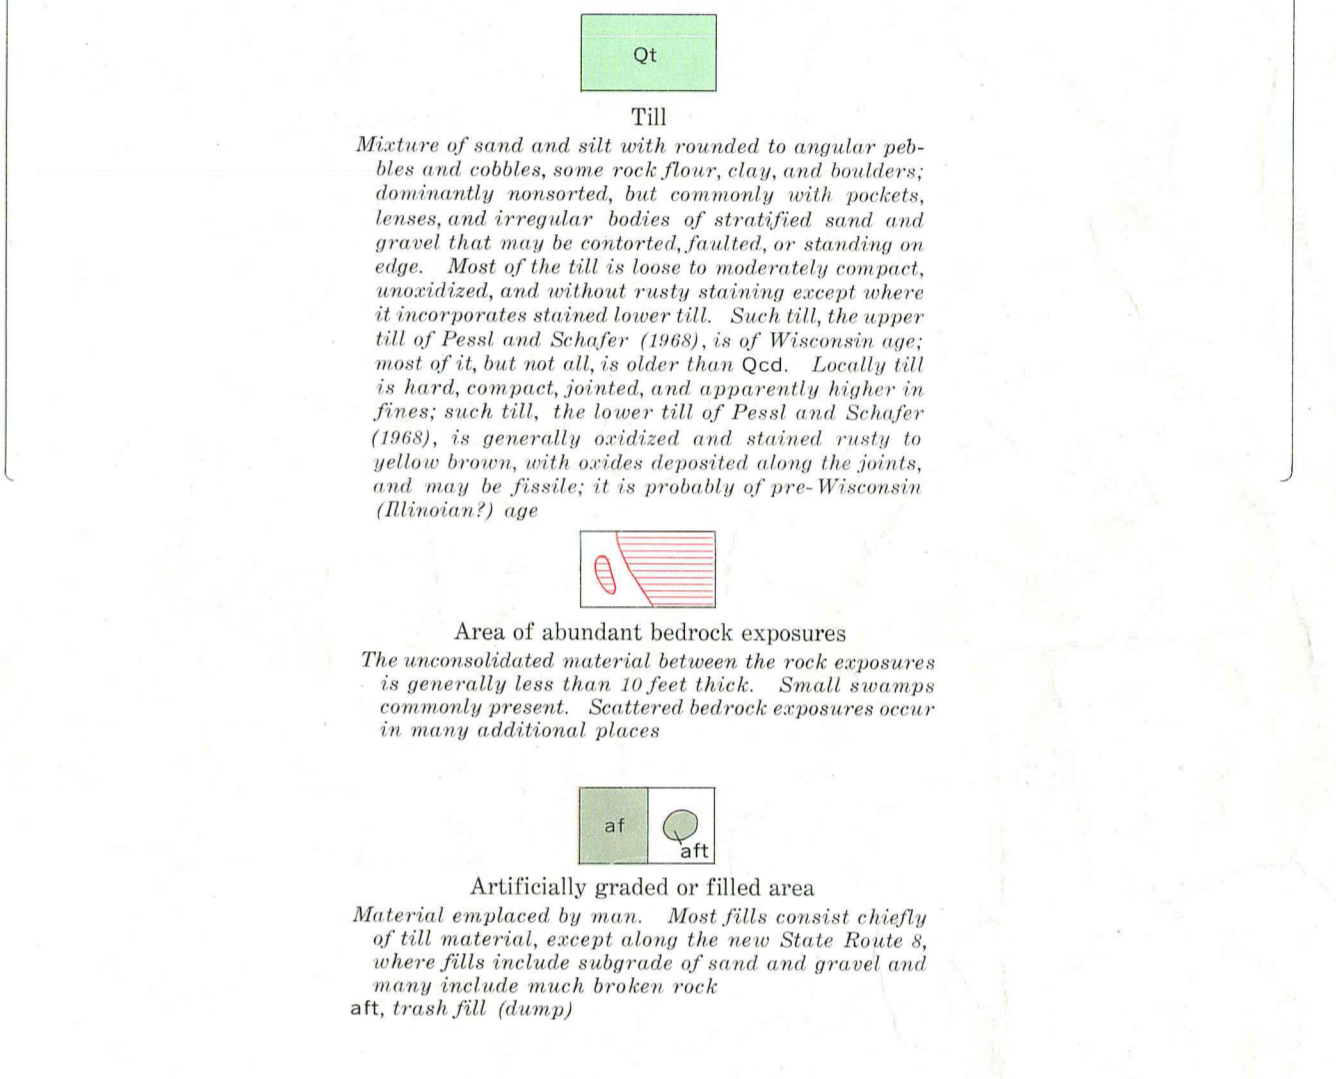 Qt
Till
Mixture of sand and silt with rounded to angular peb-
bles and cobbles, some rock flour, clay, and boulders;
dominantly nonsorted, but commonly with pockets,
lenses, and irregular bodies of stratified sand and
gravel that may be contorted, faulted, or standing on
edge. Most of the till is loose to moderately compact,
unoxidized, and without rusty staining except where
it incorporates stained lower till. Such till, the upper
till of Pessl and Schafer (1968), is of Wisconsin age;
most of it, but not all, is older than Qcd. Locally till
is hard, compact, jointed, and apparently higher in
fines; such till, the lower till of Pessl and Schafer
(1968), is generally oxidized and stained rusty to
yellow brown, with oxides deposited along the joints,
and may be fissile; it is probably of pre-Wisconsin
(Illinoian?) age
Area of abundant bedrock exposures
The unconsolidated material between the rock exposures
is generally less than 10 feet thick. Small swamps
commonly present. Scattered bedrock exposures occur
in many additional places
af
aft
Artificially graded or filled area
Material emplaced by man. Most fills consist chiefly
of till material, except along the new State Route 8,
where fills include subgrade of sand and gravel and
many include much broken rock
aft, trash fill (dump)